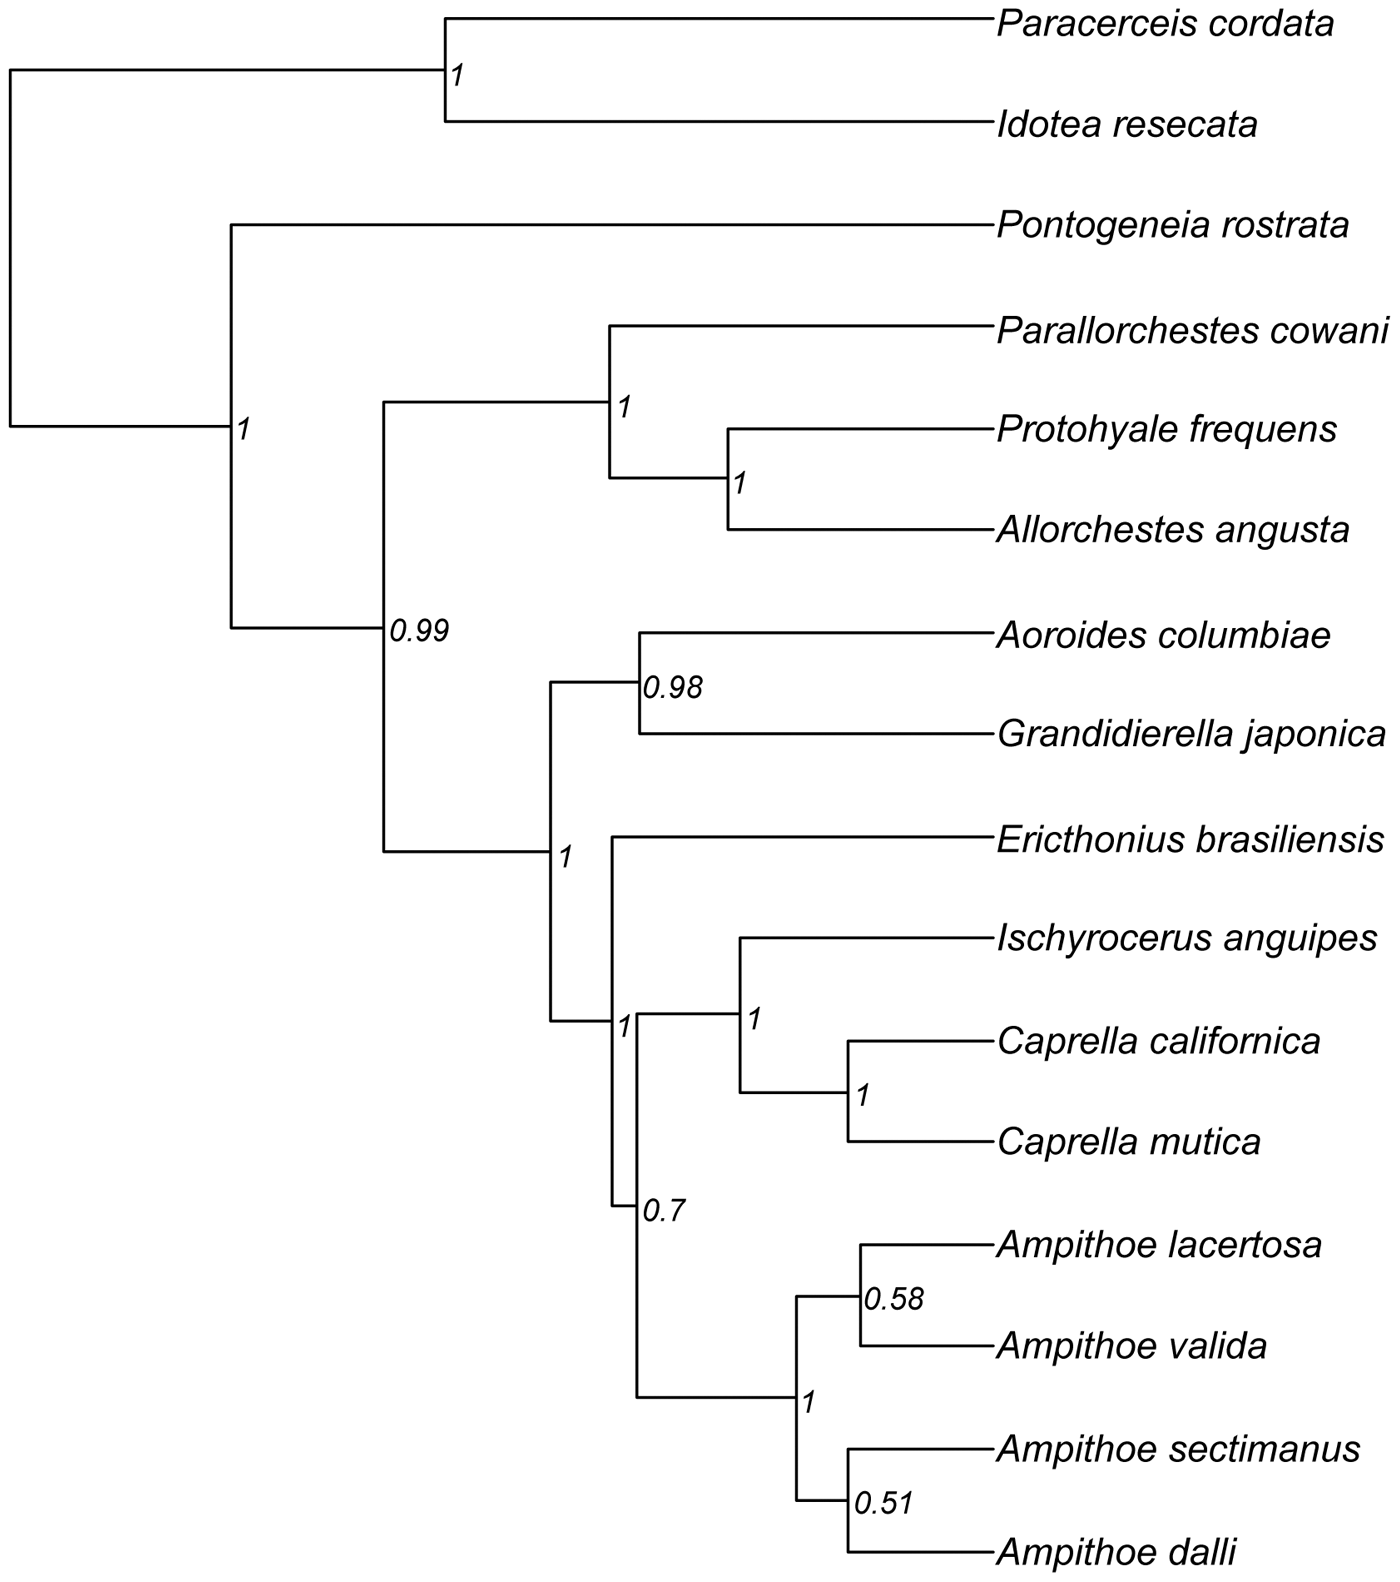 Paracerceis cordata
1
Idotea resecata
Pontogeneia rostrata
Parallorchestes cowani
1
1
Protohyale frequens
1
Allorchestes angusta
0.99
Aoroides columbiae
0.98
Grandidierella japonica
Ericthonius brasiliensis
1
Ischyrocerus anguipes
1
1
Caprella californica
1
Caprella mutica
0.7
Ampithoe lacertosa
0.58
Ampithoe valida
1
Ampithoe sectimanus
0.51
Ampithoe dalli